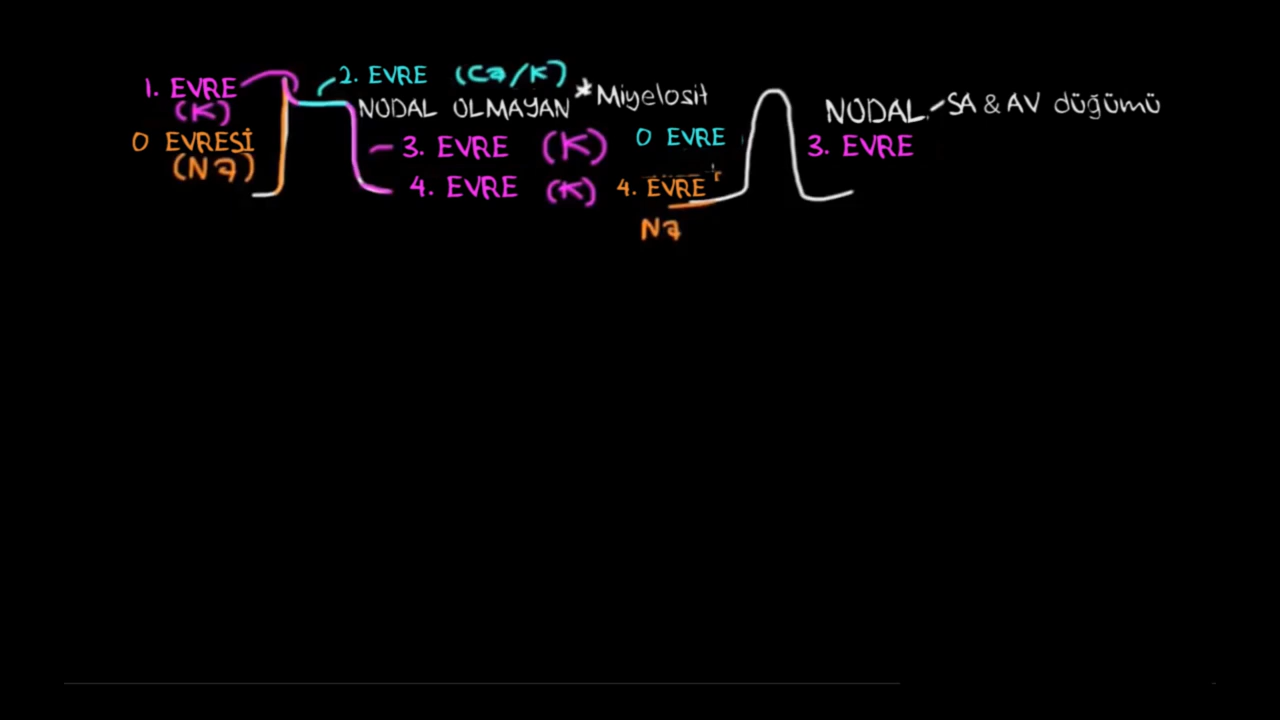 1. EVRE
(K)
0 EVRESİ
(Na)
2. EVRE (Ca/K)
NODAL OLMAYAN * Miyelosit
3. EVRE (K)
4. EVRE (K)
0 EVRE
4. EVRE
Na
NODAL - SA & AV düğümü
3. EVRE